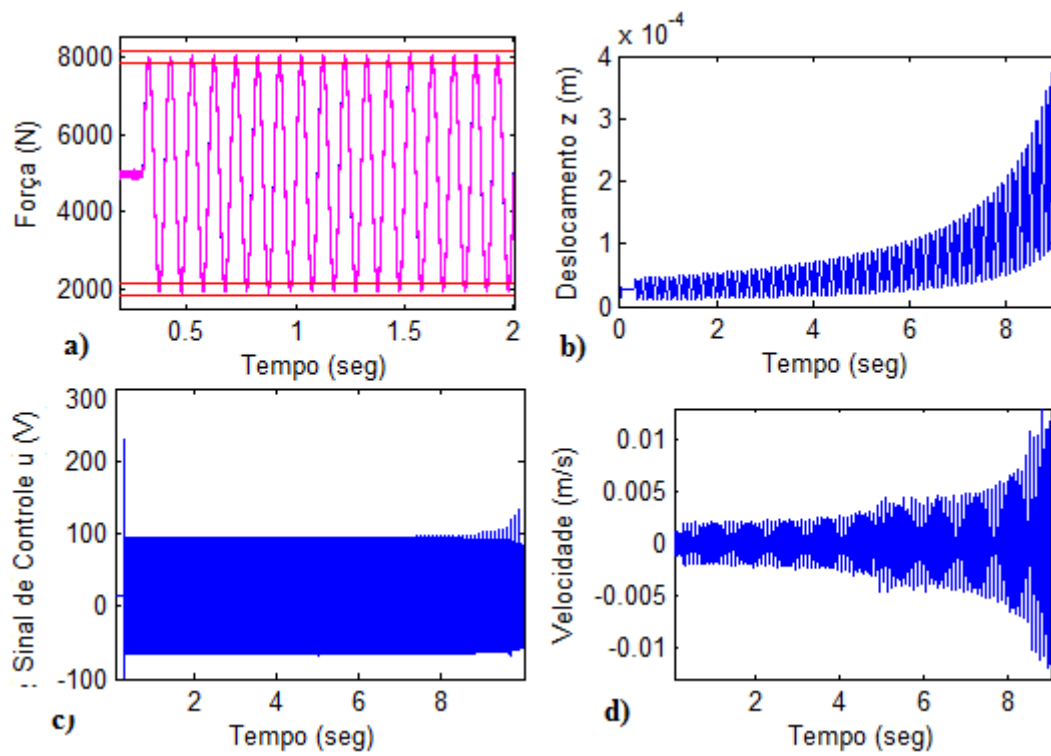 8000
6000
4000
2000
Força (N)
0.5
1
1.5
2
Tempo (seg)
a)
x 10-4
4
3
2
1
0
Deslocamento z (m)
0
2
4
6
8
Tempo (seg)
b)
300
200
100
0
-100
: Sinal de Controle u (V)
2
4
6
8
Tempo (seg)
c)
0.01
0.005
0
-0.005
-0.01
Velocidade (m/s)
2
4
6
8
Tempo (seg)
d)